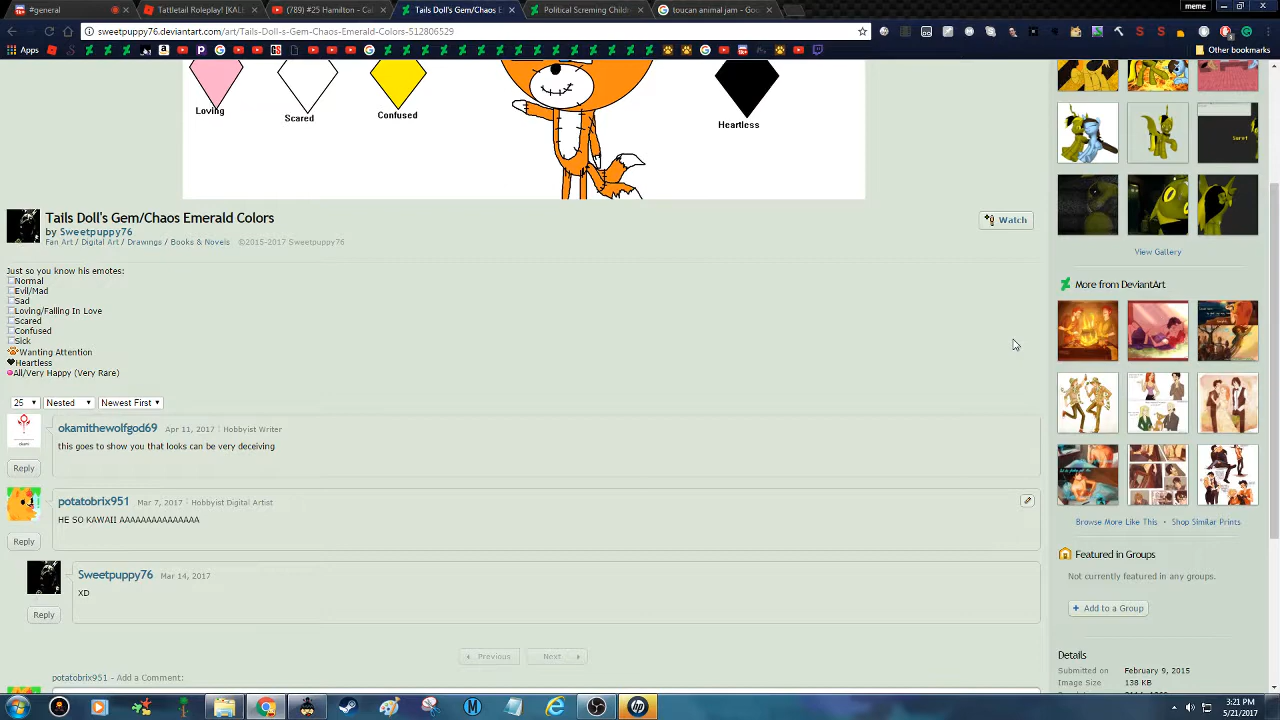 #general
Tattletail Roleplay! [KALE
(789) #25 Hamilton - Cal
Tails Doll's Gem/Chaos E
Political Screming Childr
toucan animal jam - Goo
meme
sweetpuppy76.deviantart.com/art/Tails-Doll-s-Gem-Chaos-Emerald-Colors-512806529
Apps
Other bookmarks
Loving
Scared
Confused
Heartless
Tails Doll's Gem/Chaos Emerald Colors
by Sweetpuppy76
Fan Art / Digital Art / Drawings / Books & Novels ©2015-2017 Sweetpuppy76
Watch
Just so you know his emotes:
Normal
Evil/Mad
Sad
Loving/Falling In Love
Scared
Confused
Sick
Wanting Attention
Heartless
All/Very Happy (Very Rare)
25 Nested Newest First
okamithewolfgod69 Apr 11, 2017 Hobbyist Writer
this goes to show you that looks can be very deceiving
Reply
potatobrix951 Mar 7, 2017 Hobbyist Digital Artist
HE SO KAWAII AAAAAAAAAAAAAAA
Reply
Sweetpuppy76 Mar 14, 2017
XD
Reply
Previous Next
potatobrix951 - Add a Comment:
View Gallery
More from DeviantArt
Browse More Like This · Shop Similar Prints
Featured in Groups
Not currently featured in any groups.
+ Add to a Group
Details
Submitted on February 9, 2015
Image Size 138 KB
3:21 PM
5/21/2017